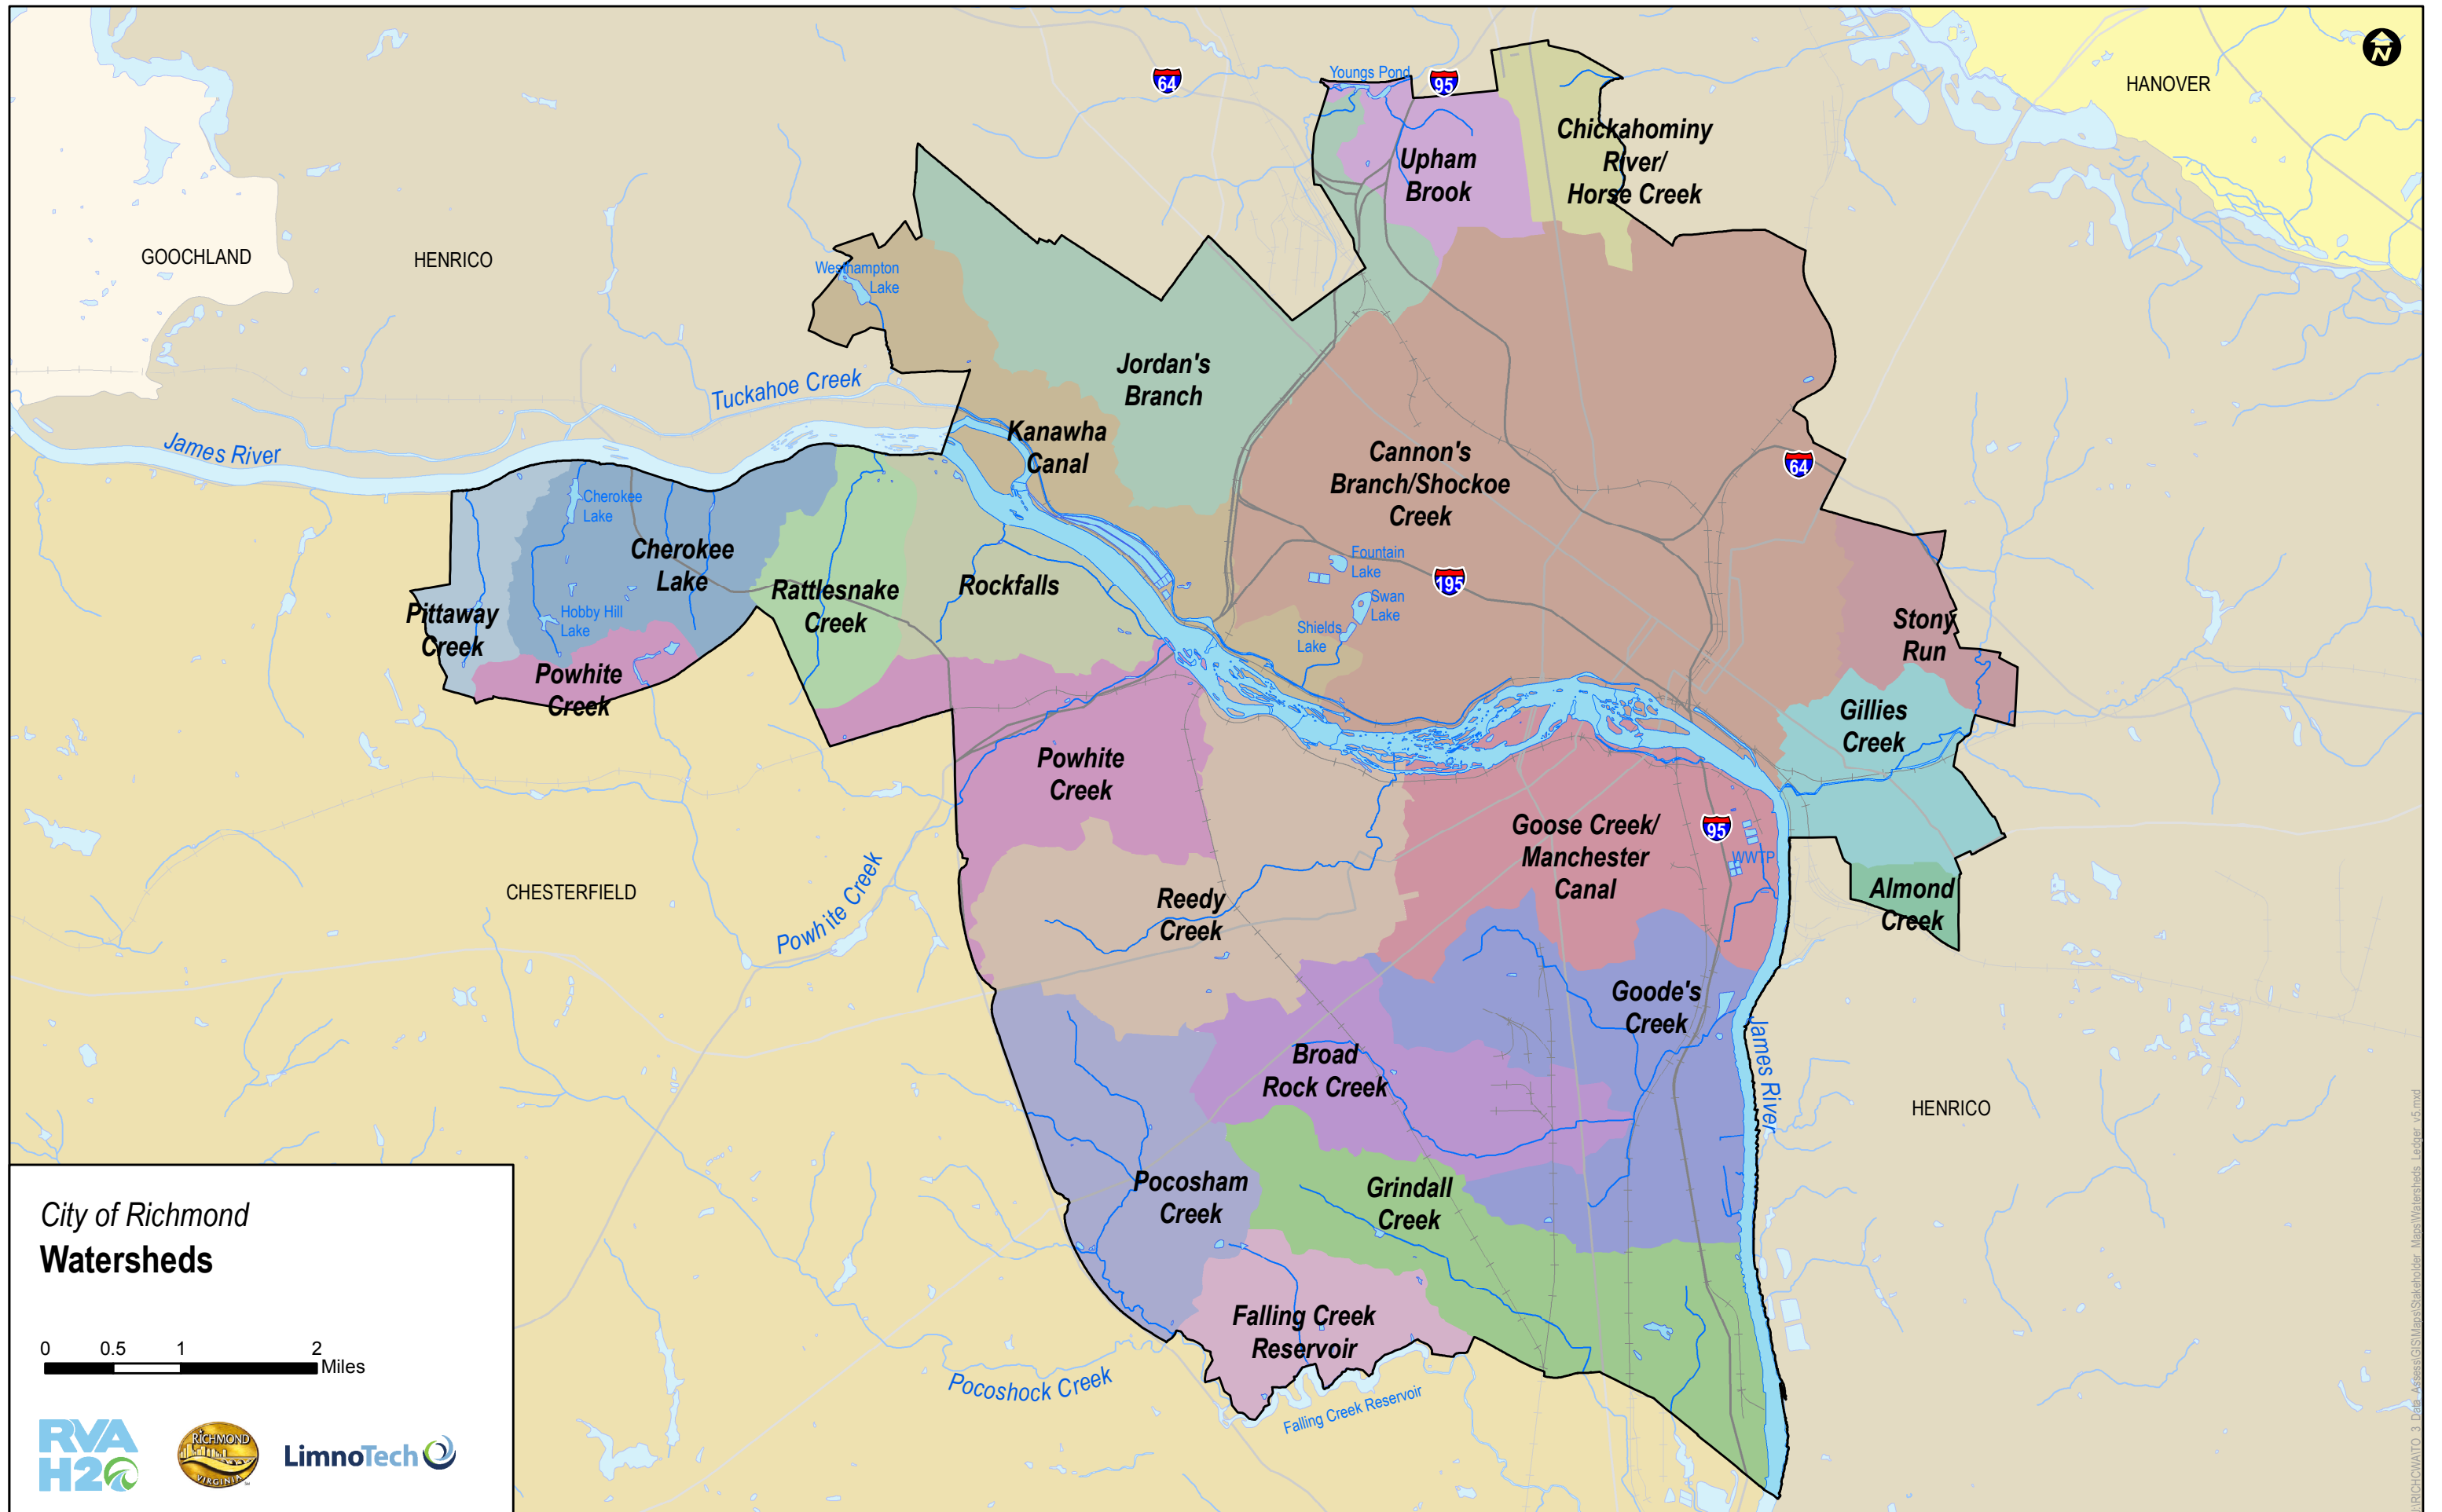 64
Youngs Pond
95
HANOVER
N
Chickahominy
River/
Horse Creek
Upham
Brook
GOOCHLAND
HENRICO
Westhampton
Lake
Jordan's
Branch
Tuckahoe Creek
James River
Kanawha
Canal
Cannon's
Branch/Shockoe
Creek
64
Cherokee
Lake
Cherokee
Lake
Rattlesnake
Creek
Rockfalls
Fountain
Lake
195
Swan
Lake
Shields
Lake
Pittaway
Creek
Hobby Hill
Lake
Powhite
Creek
Stony
Run
Gillies
Creek
Powhite
Creek
Goose Creek/
Manchester
Canal
95
WWTP
CHESTERFIELD
Powhite Creek
Reedy
Creek
Almond
Creek
Goode's
Creek
James River
Broad
Rock Creek
HENRICO
Pocosham
Creek
Grindall
Creek
Falling Creek
Reservoir
Pocoshock Creek
Falling Creek Reservoir
City of Richmond
Watersheds
0 0.5 1 2
Miles
RVA
H2O
RICHMOND
VIRGINIA
LimnoTech